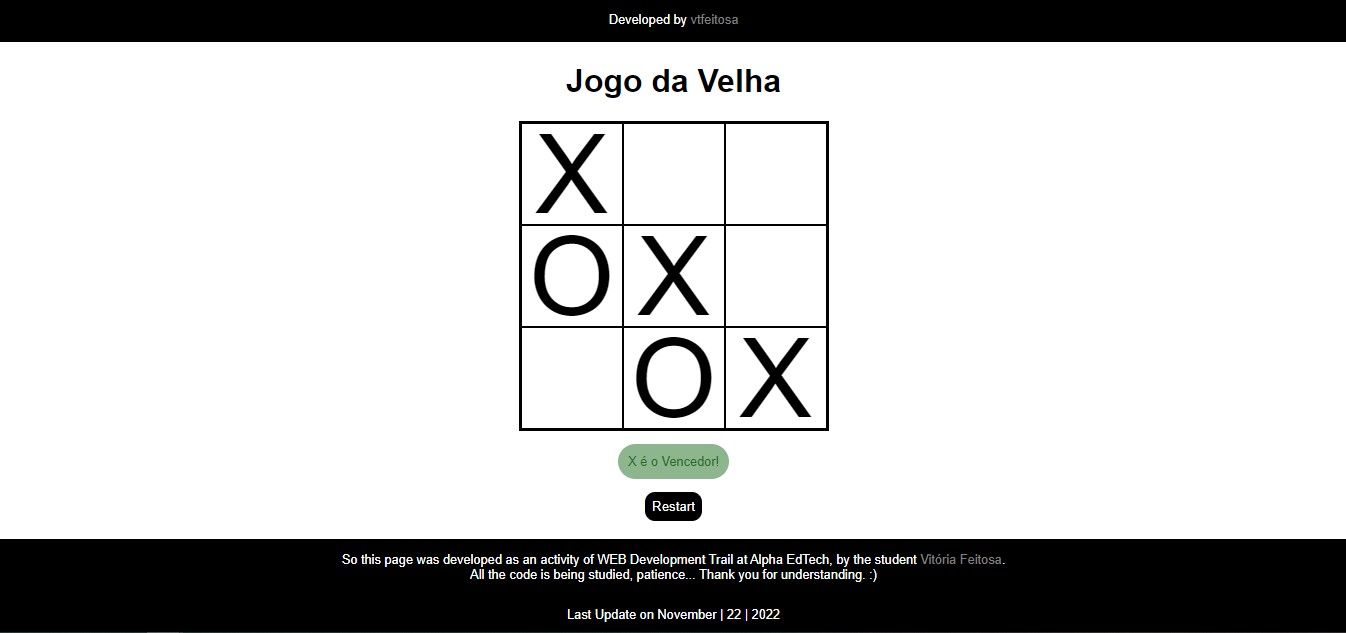 Developed by vtfeitosa
Jogo da Velha
X
O X
O X
X é o Vencedor!
Restart
So this page was developed as an activity of WEB Development Trail at Alpha EdTech, by the student Vitória Feitosa.
All the code is being studied, patience... Thank you for understanding. :)
Last Update on November | 22 | 2022